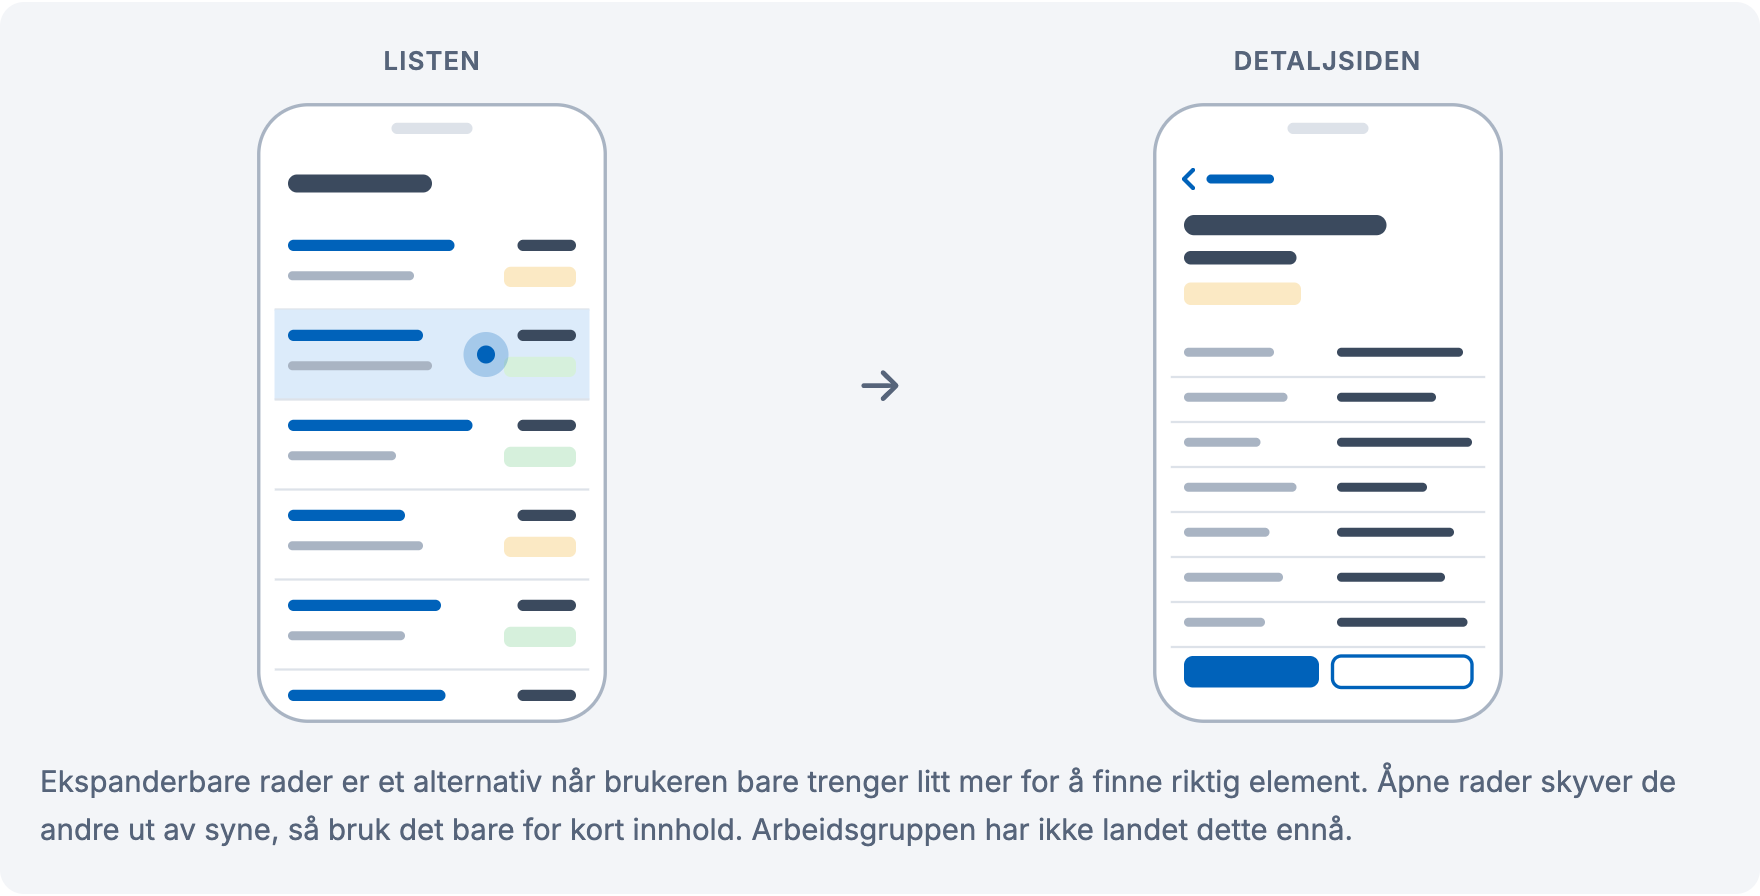 LISTEN
DETALJSIDEN
Ekspanderbare rader er et alternativ når brukeren bare trenger litt mer for å finne riktig element. Åpne rader skyver de
andre ut av syne, så bruk det bare for kort innhold. Arbeidsgruppen har ikke landet dette ennå.